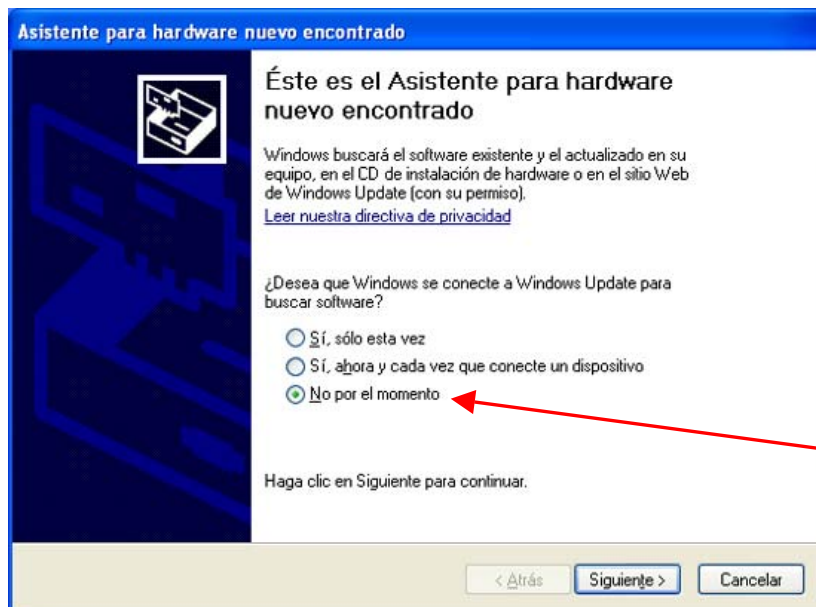 Asistente para hardware nuevo encontrado
Éste es el Asistente para hardware
nuevo encontrado
Windows buscará el software existente y el actualizado en su
equipo, en el CD de instalación de hardware o en el sitio Web
de Windows Update (con su permiso).
Leer nuestra directiva de privacidad
¿Desea que Windows se conecte a Windows Update para
buscar software?
Sí, sólo esta vez
Sí, ahora y cada vez que conecte un dispositivo
No por el momento
Haga clic en Siguiente para continuar.
< Atrás Siguiente > Cancelar